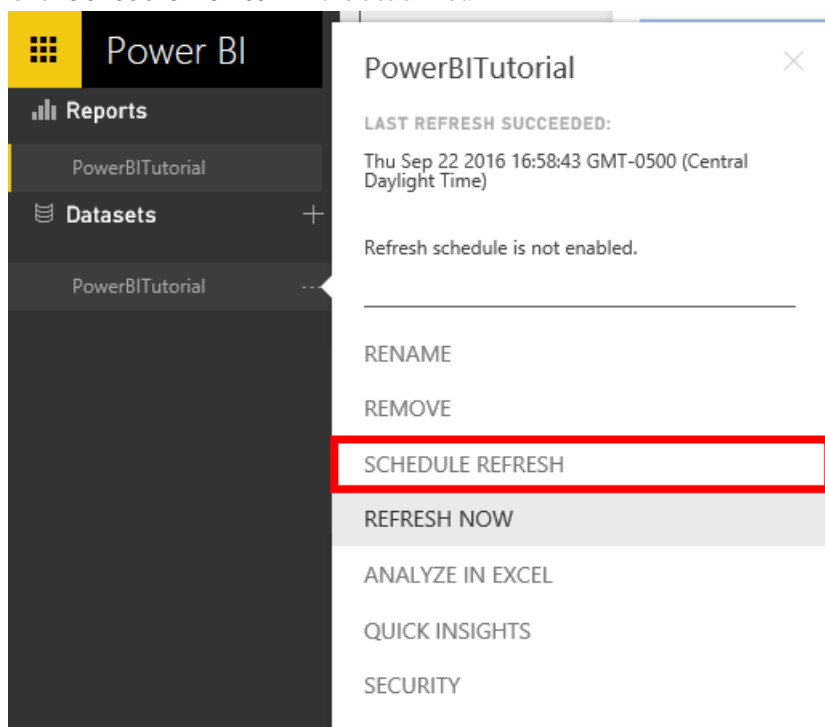 Power BI
Reports
PowerBITutorial
Datasets
PowerBITutorial
PowerBITutorial
LAST REFRESH SUCCEEDED:
Thu Sep 22 2016 16:58:43 GMT-0500 (Central
Daylight Time)
Refresh schedule is not enabled.
RENAME
REMOVE
SCHEDULE REFRESH
REFRESH NOW
ANALYZE IN EXCEL
QUICK INSIGHTS
SECURITY